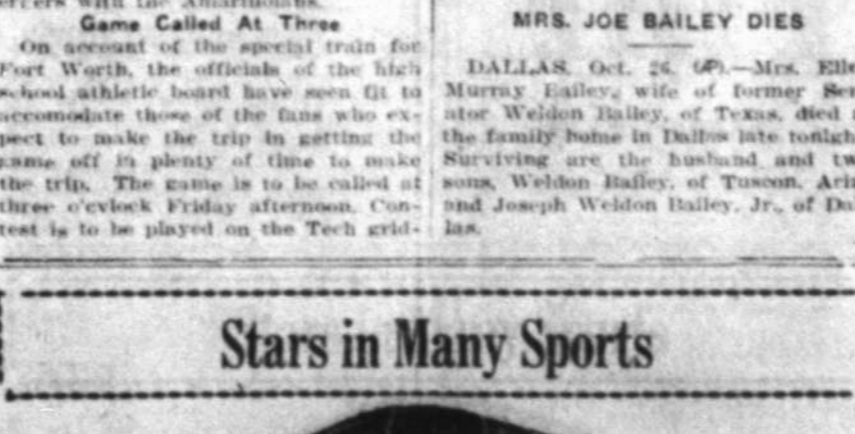 with the Amarilloans.
Game Called At Three
On account of the special train for
Fort Worth, the officials of the high
school athletic board have seen fit to
accomodate those of the fans who ex-
pect to make the trip in getting the
game off in plenty of time to make
the trip. The game is to be called at
three o'cvlock Friday afternoon. Con-
test is to be played on the Tech grid-
MRS. JOE BAILEY DIES
DALLAS, Oct. 26. (AP).—Mrs. Elle
Murray Bailey, wife of former Sen
ator Weldon Bailey, of Texas, died a
the family home in Dallas late tonigh
Surviving are the husband and tw
sons, Weldon Bailey, of Tuscon, Ariz
and Joseph Weldon Bailey, Jr., of Da
las.
Stars in Many Sports